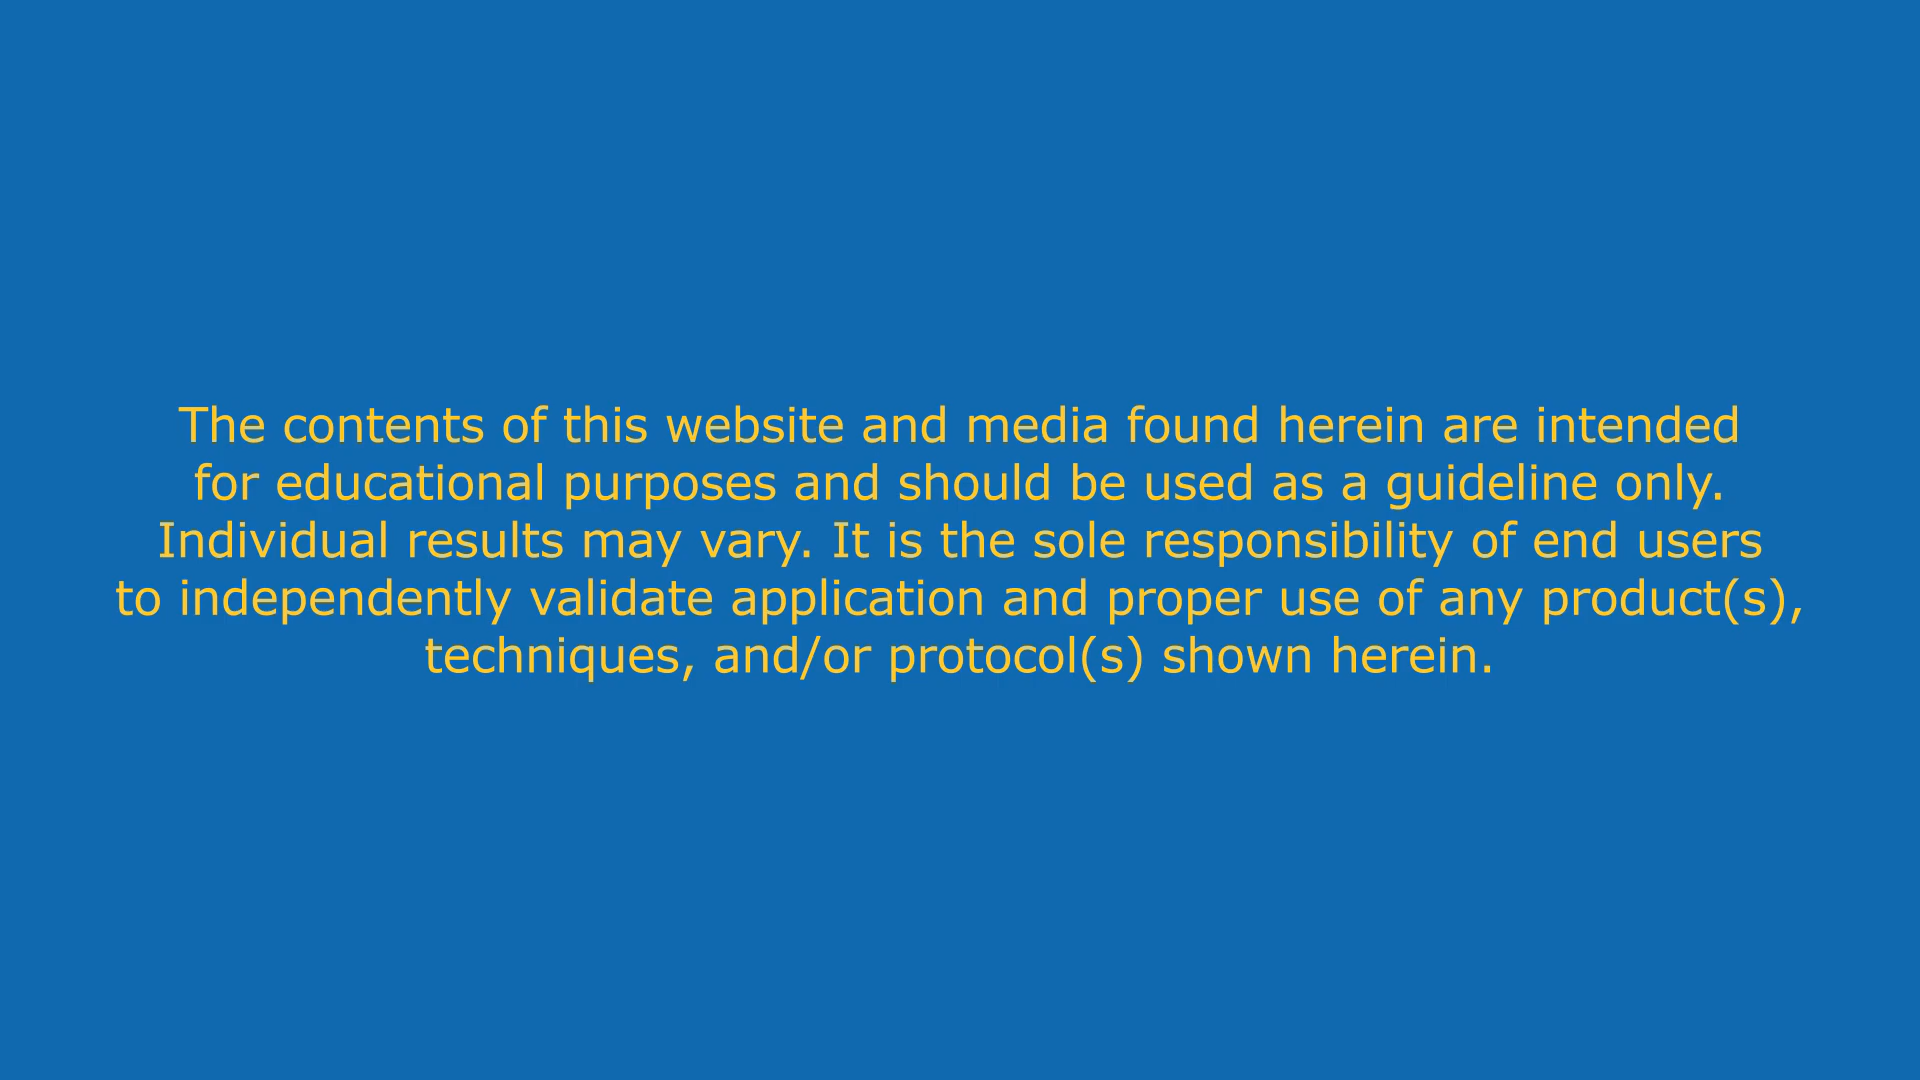 The contents of this website and media found herein are intended
for educational purposes and should be used as a guideline only.
Individual results may vary. It is the sole responsibility of end users
to independently validate application and proper use of any product(s),
techniques, and/or protocol(s) shown herein.